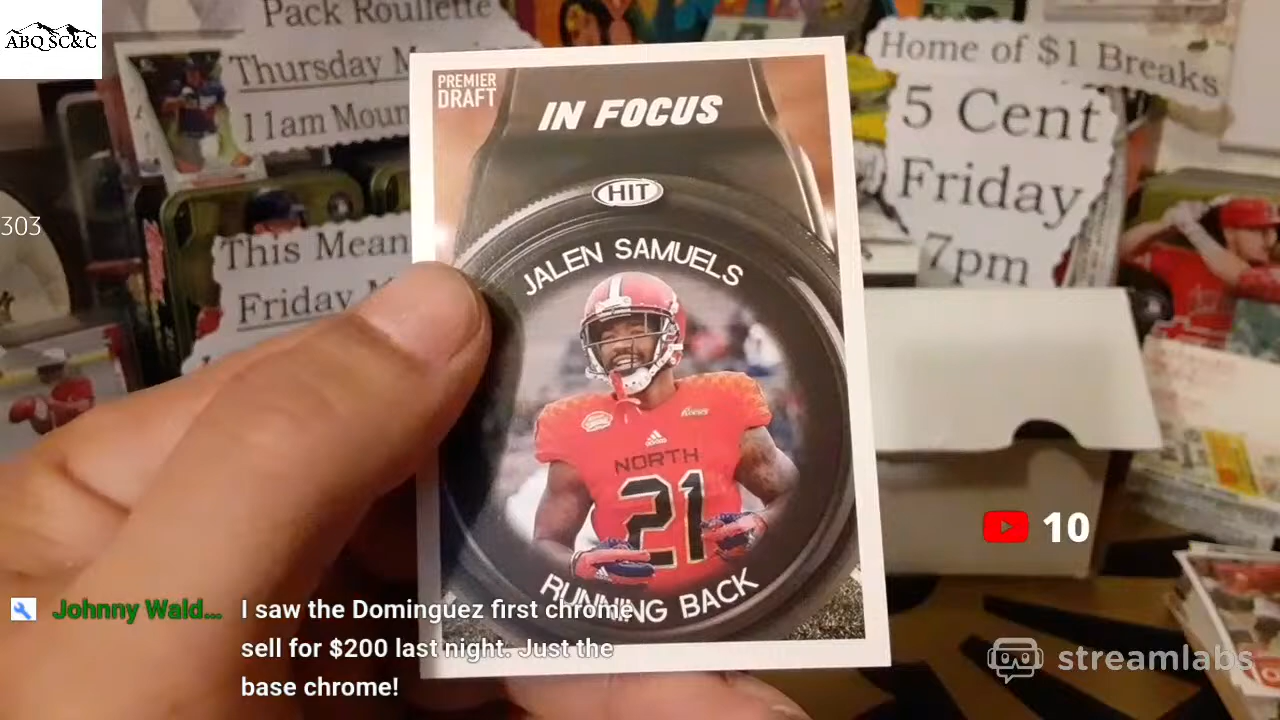 ABQ SC&C
Pack Roulette
Thursday
11am
This Mean
Friday
303
Home of $1 Breaks
5 Cent
Friday
7pm
PREMIER
DRAFT
IN FOCUS
HIT
JALEN SAMUELS
NORTH
21
RUNNING BACK
10
Johnny Wald...
I saw the Dominguez first chrome
sell for $200 last night. Just the
base chrome!
streamlabs